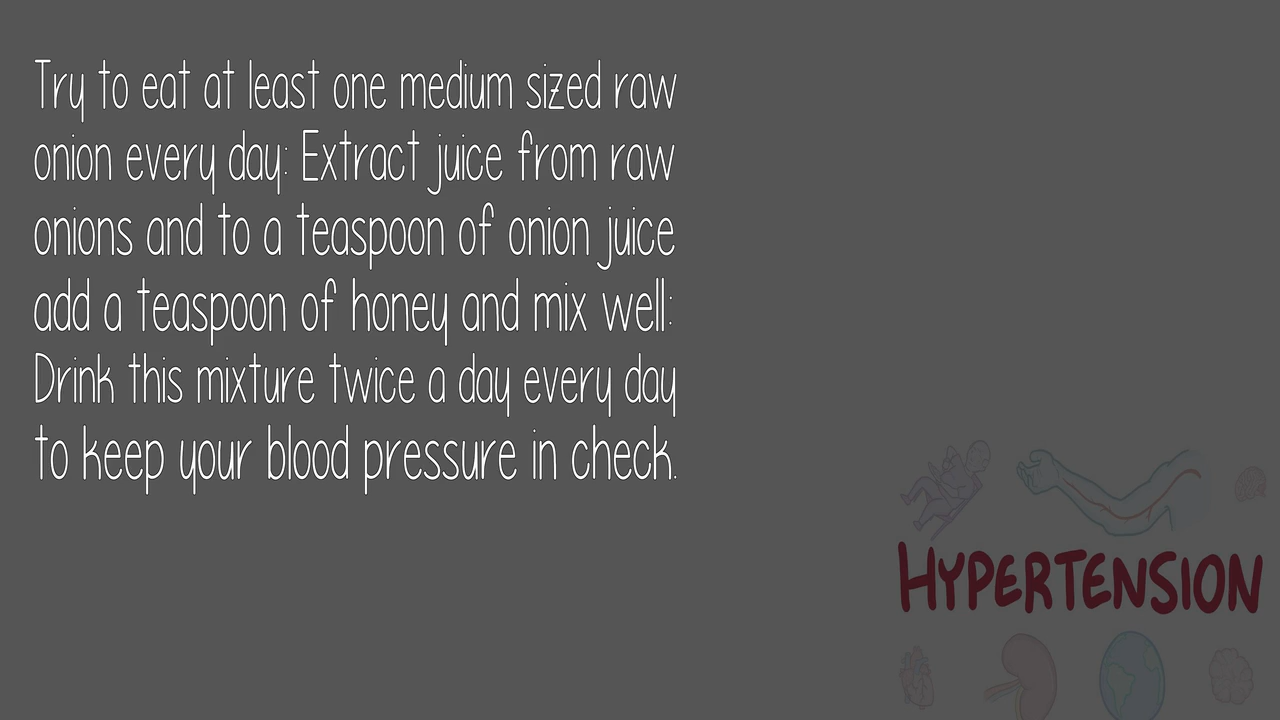 Try to eat at least one medium sized raw
onion every day: Extract juice from raw
onions and to a teaspoon of onion juice
add a teaspoon of honey and mix well:
Drink this mixture twice a day every day
to keep your blood pressure in check.
HYPERTENSION